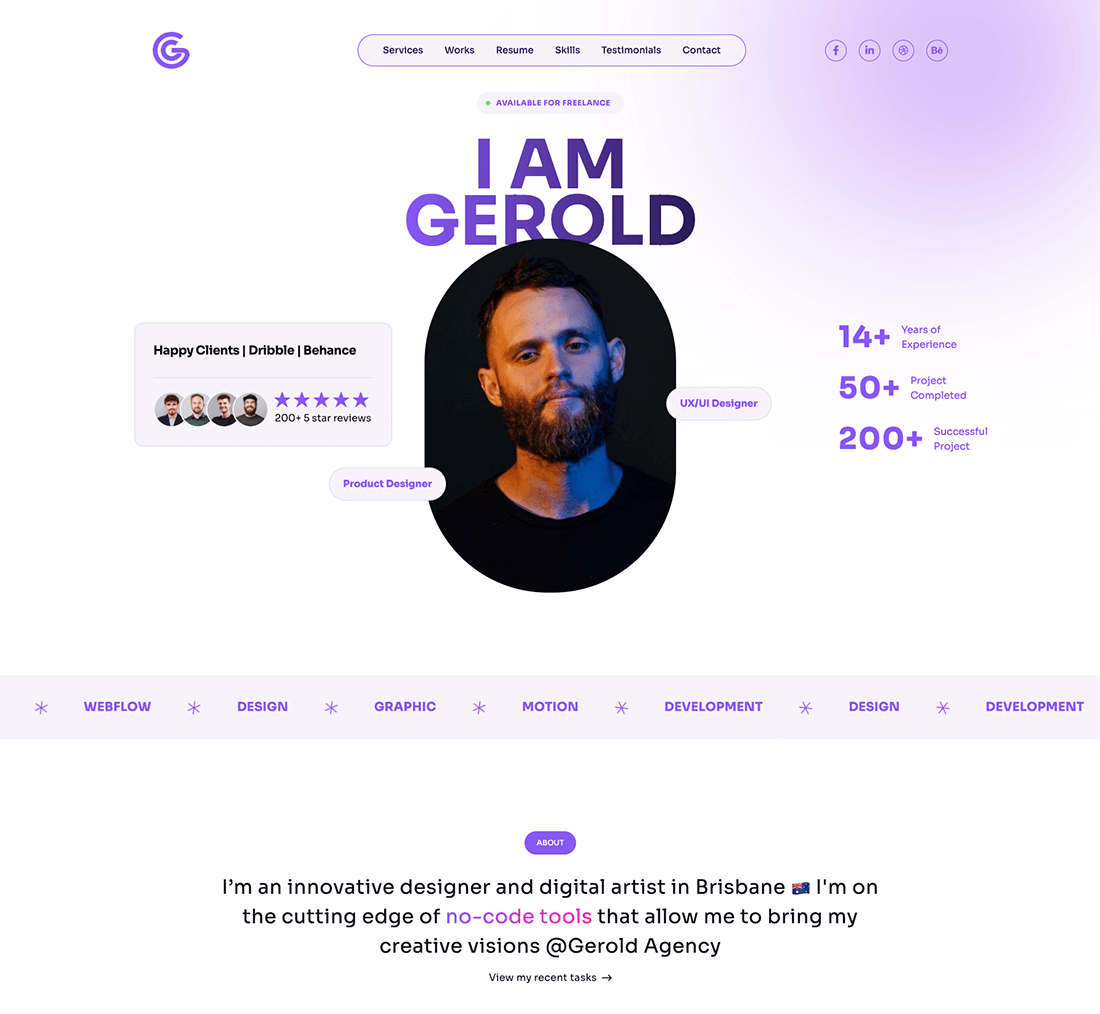 Services Works Resume Skills Testimonials Contact
Bē
AVAILABLE FOR FREELANCE
I AM
GEROLD
Happy Clients | Dribble | Behance
200+ 5 star reviews
Product Designer
UX/UI Designer
14+ Years of
Experience
50+ Project
Completed
200+ Successful
Project
WEBFLOW DESIGN GRAPHIC MOTION DEVELOPMENT DESIGN DEVELOPMENT
ABOUT
I’m an innovative designer and digital artist in Brisbane 🇦🇺 I'm on
the cutting edge of no-code tools that allow me to bring my
creative visions @Gerold Agency
View my recent tasks →